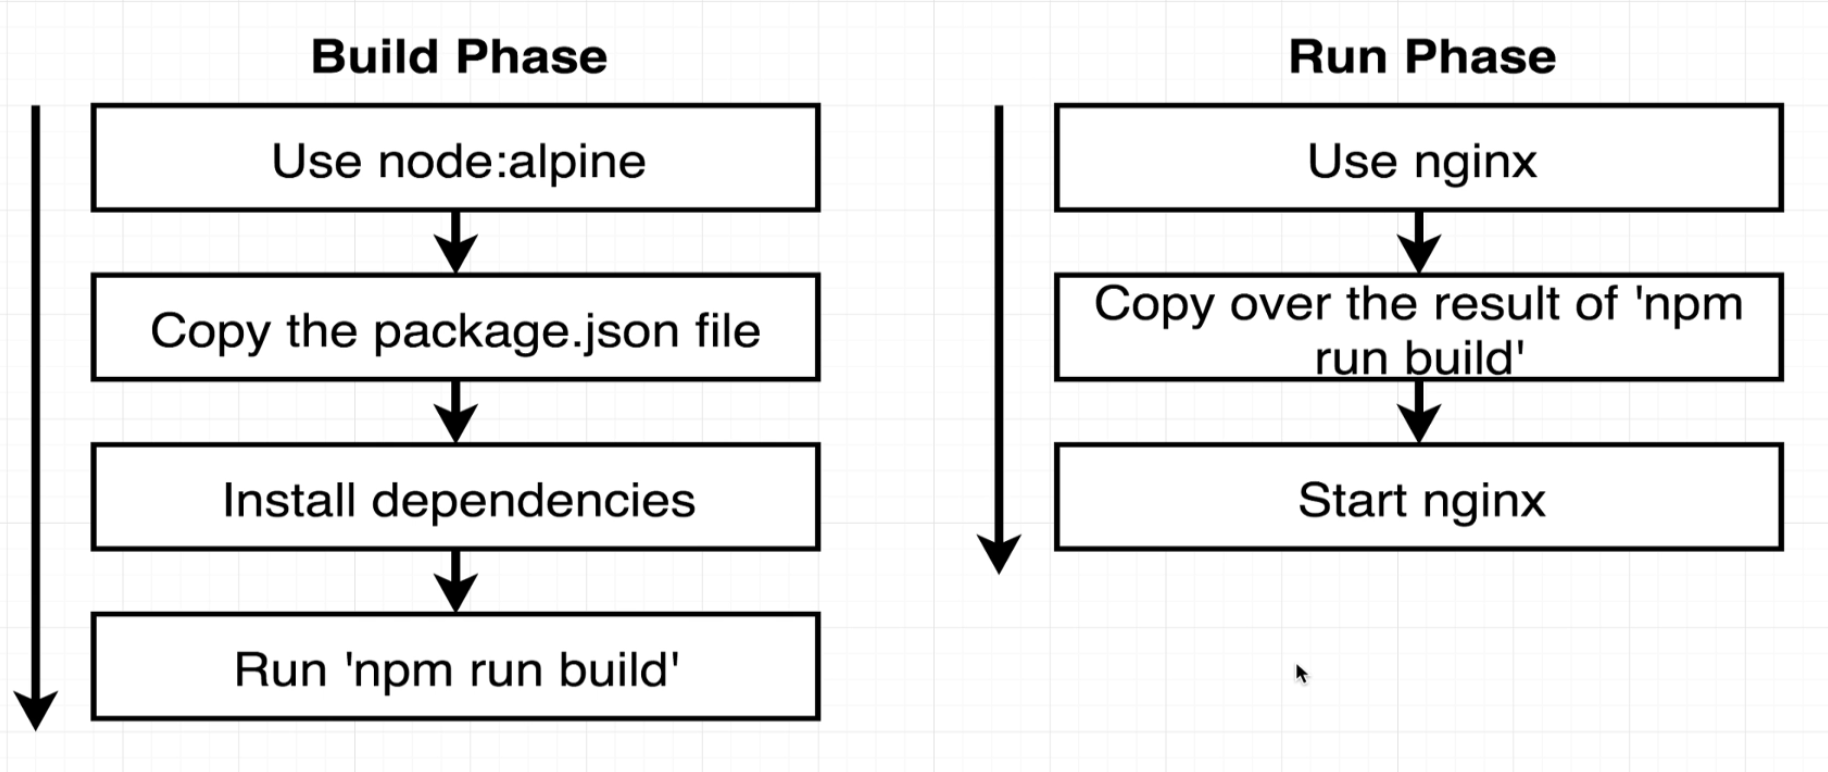 Build Phase
Use node:alpine
Copy the package.json file
Install dependencies
Run 'npm run build'
Run Phase
Use nginx
Copy over the result of 'npm
run build'
Start nginx